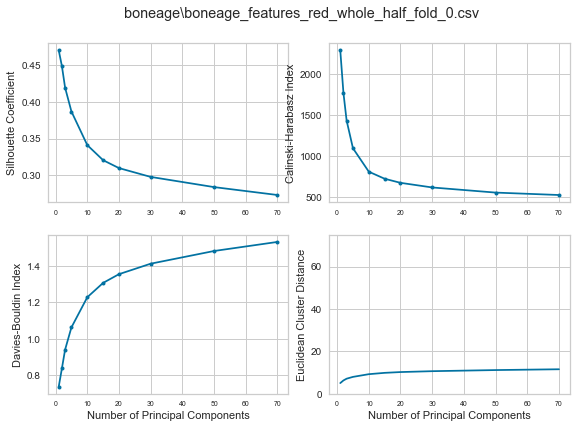 boneage\boneage_features_red_whole_half_fold_0.csv
Silhouette Coefficient
0.45
0.40
0.35
0.30
0 10 20 30 40 50 60 70
Calinski-Harabasz Index
2000
1500
1000
500
0 10 20 30 40 50 60 70
Davies-Bouldin Index
1.4
1.2
1.0
0.8
0 10 20 30 40 50 60 70
Number of Principal Components
Euclidean Cluster Distance
60
40
20
0
0 10 20 30 40 50 60 70
Number of Principal Components